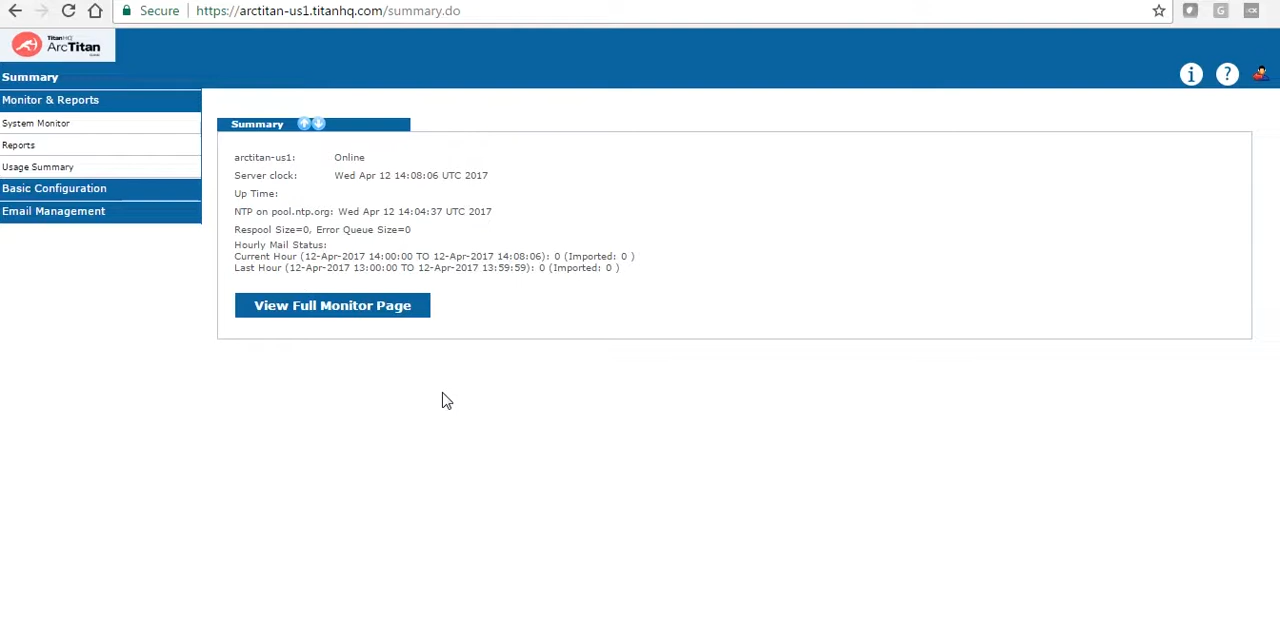 Secure | https://arctitan-us1.titanhq.com/summary.do
TitanHQ
ArcTitan
Summary
Monitor & Reports
System Monitor
Reports
Usage Summary
Basic Configuration
Email Management
Summary
arctitan-us1: Online
Server clock: Wed Apr 12 14:08:06 UTC 2017
Up Time:
NTP on pool.ntp.org: Wed Apr 12 14:04:37 UTC 2017
Respool Size=0, Error Queue Size=0
Hourly Mail Status:
Current Hour (12-Apr-2017 14:00:00 TO 12-Apr-2017 14:08:06): 0 (Imported: 0 )
Last Hour (12-Apr-2017 13:00:00 TO 12-Apr-2017 13:59:59): 0 (Imported: 0 )
View Full Monitor Page